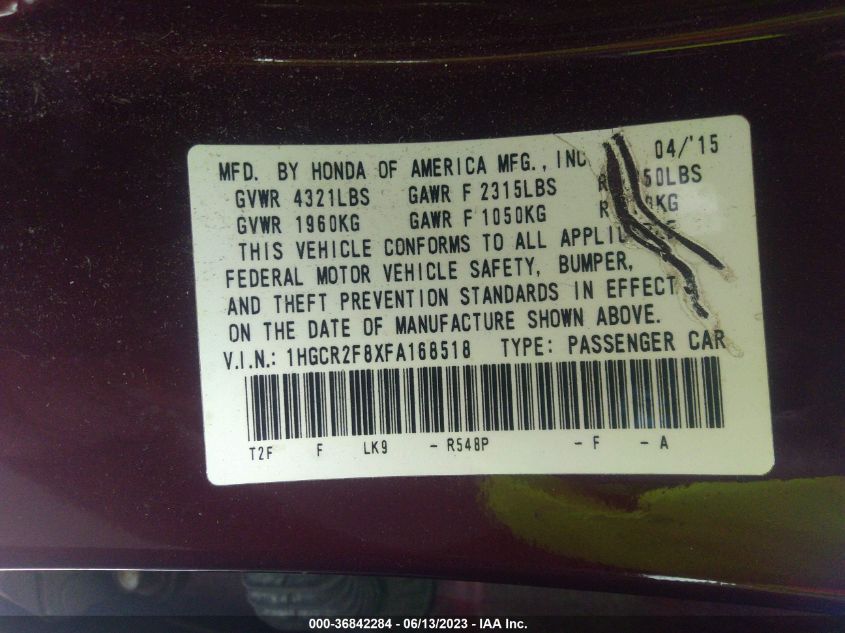 MFD. BY HONDA OF AMERICA MFG., INC 04/'15
GVWR 4321LBS GAWR F 2315LBS
GVWR 1960KG GAWR F 1050KG
THIS VEHICLE CONFORMS TO ALL
FEDERAL MOTOR VEHICLE SAFETY, BUMPER,
AND THEFT PREVENTION STANDARDS IN EFFECT
ON THE DATE OF MANUFACTURE SHOWN ABOVE.
V.I.N.: 1HGCR2F8XFA168518 TYPE: PASSENGER CAR
T2F F LK9 - R548P - F - A
000-36842284 - 06/13/2023 - IAA Inc.